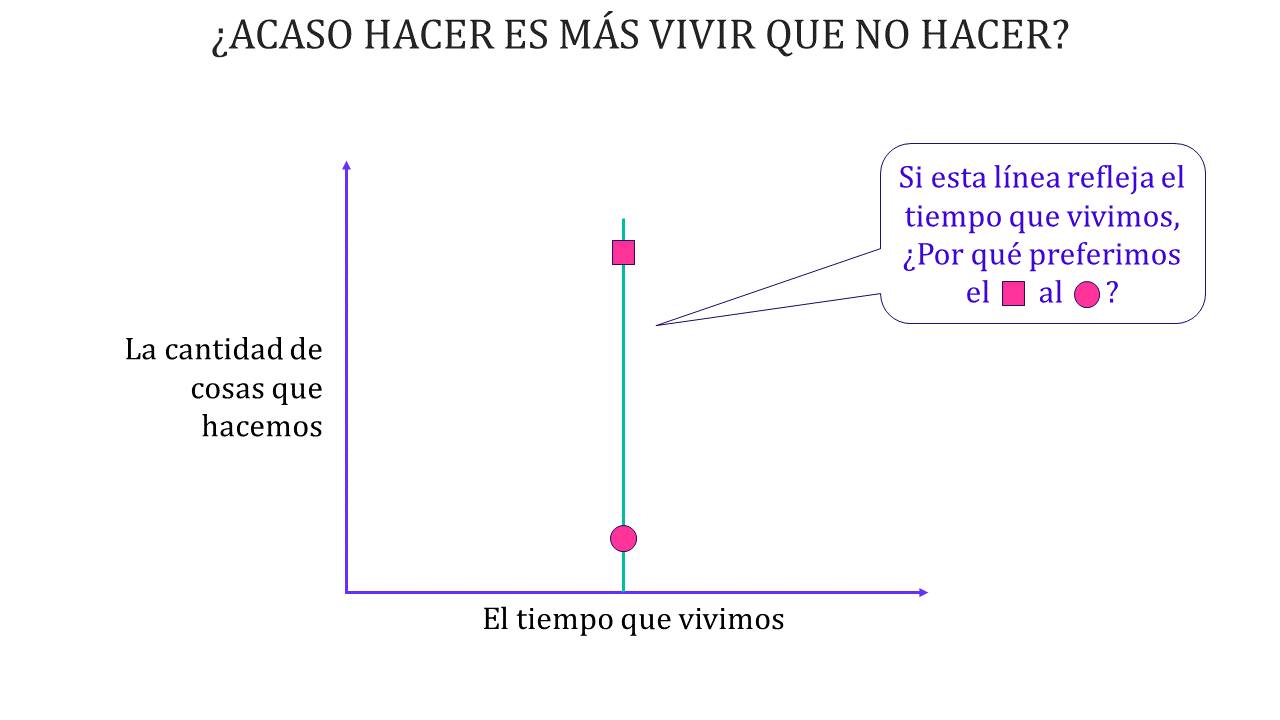 ¿ACASO HACER ES MÁS VIVIR QUE NO HACER?
Si esta línea refleja el
tiempo que vivimos,
¿Por qué preferimos
el al ?
La cantidad de
cosas que
hacemos
El tiempo que vivimos